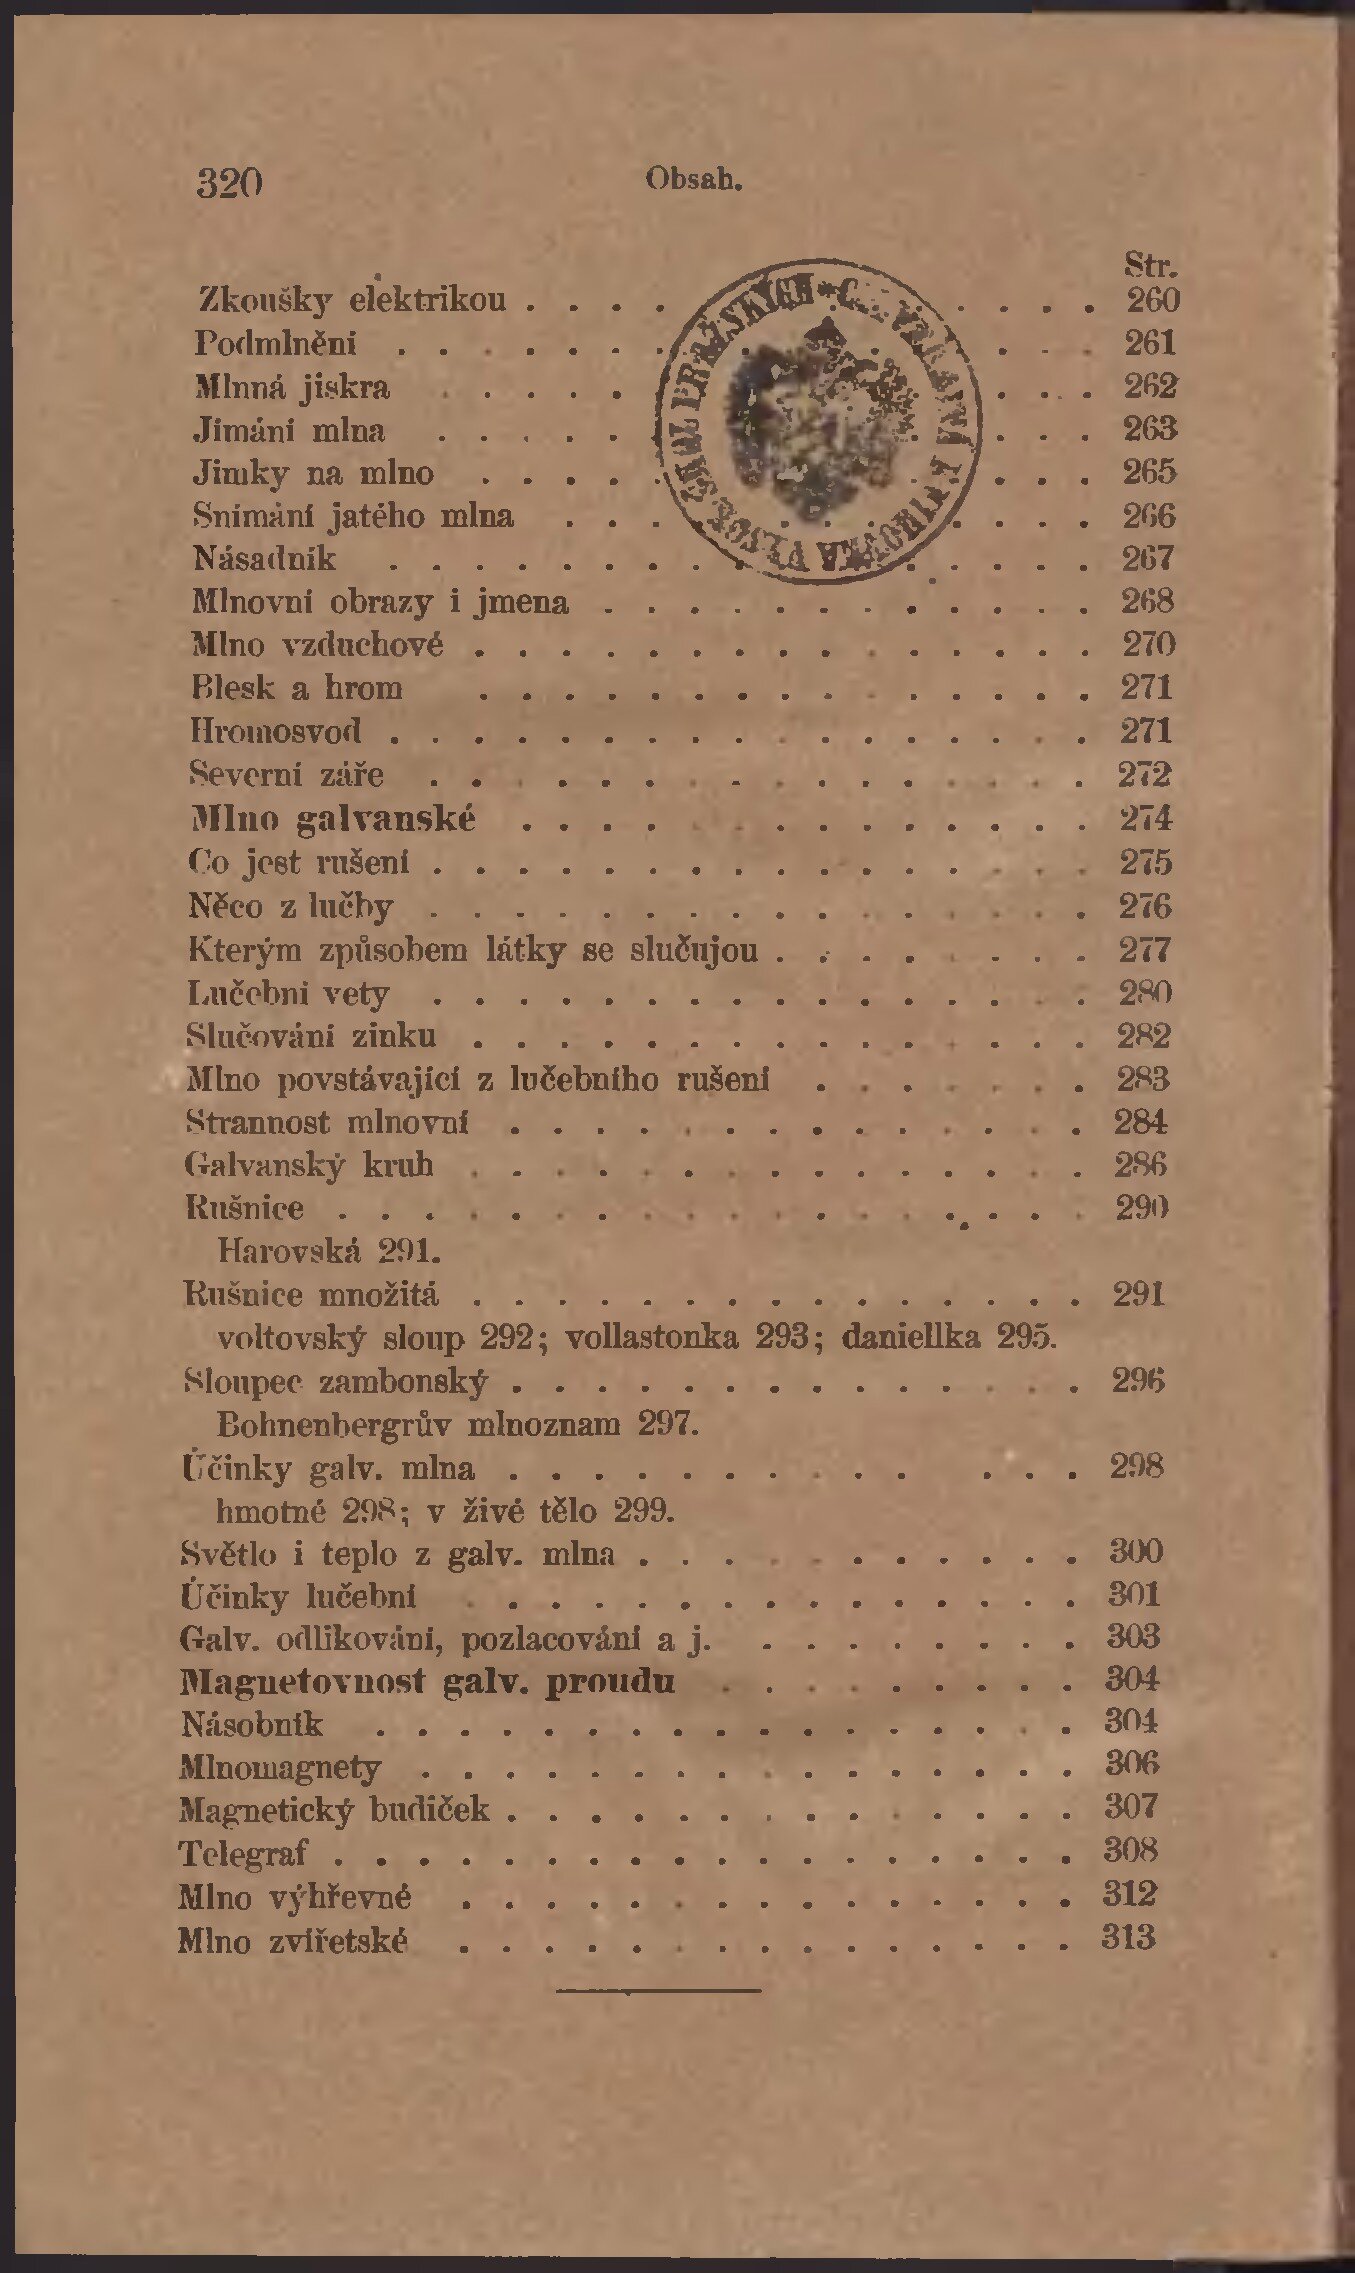 320 Obsah.
Str.
Zkoušky elektrikou . . . . . . . . . 260
Podmlnění . . . . . . . . . . 261
Mlnná jiskra . . . . . . . . 262
Jímání mlna . . . . . . . . . 263
Jímky na mlno . . . . . . . . 265
Snímání jatého mlna . . . . . . . . . 266
Násadník . . . . . . . . . . . . . . 267
Mlnovní obrazy i jmena . . . . . . . . . . . . 268
Mlno vzduchové . . . . . . . . . . . . . . . 270
Blesk a hrom . . . . . . . . . . . . . . . 271
Hromosvod . . . . . . . . . . . . . . . . . 271
Severní záře . . . . . . . . . . . . . . . . 272
Mlno galvanské . . . . . . . . . . . . . . 274
Co jest rušení . . . . . . . . . . . . . . . . 275
Něco z lučby . . . . . . . . . . . . . . . . 276
Kterým způsobem látky se slučujou . . . . . . . . 277
Lučební vety . . . . . . . . . . . . . . . . 280
Slučování zinku . . . . . . . . . . . . . . . 282
Mlno povstávající z lučebního rušení . . . . . . . 283
Strannost mlnovní . . . . . . . . . . . . . . 284
Galvanský kruh . . . . . . . . . . . . . . . 286
Rušnice . . . . . . . . . . . . . . . . . . 290
Harovská 291.
Rušnice množitá . . . . . . . . . . . . . . . 291
voltovský sloup 292; vollastonka 293; daniellka 295.
Sloupec zambonský . . . . . . . . . . . . . . 296
Bohnenbergrův mlnoznam 297.
Účinky galv. mlna . . . . . . . . . . . . . 298
hmotné 298; v živé tělo 299.
Světlo i teplo z galv. mlna . . . . . . . . . . . 300
Účinky lučební . . . . . . . . . . . . . . . 301
Galv. odlikování, pozlacování a j. . . . . . . . . 303
Magnetovnost galv. proudu . . . . . . . . . 304
Násobník . . . . . . . . . . . . . . . . . 304
Mlnomagnety . . . . . . . . . . . . . . . . 306
Magnetický budíček . . . . . . . . . . . . . . 307
Telegraf . . . . . . . . . . . . . . . . . . 308
Mlno výhřevné . . . . . . . . . . . . . . . 312
Mlno zvířetské . . . . . . . . . . . . . . . 313